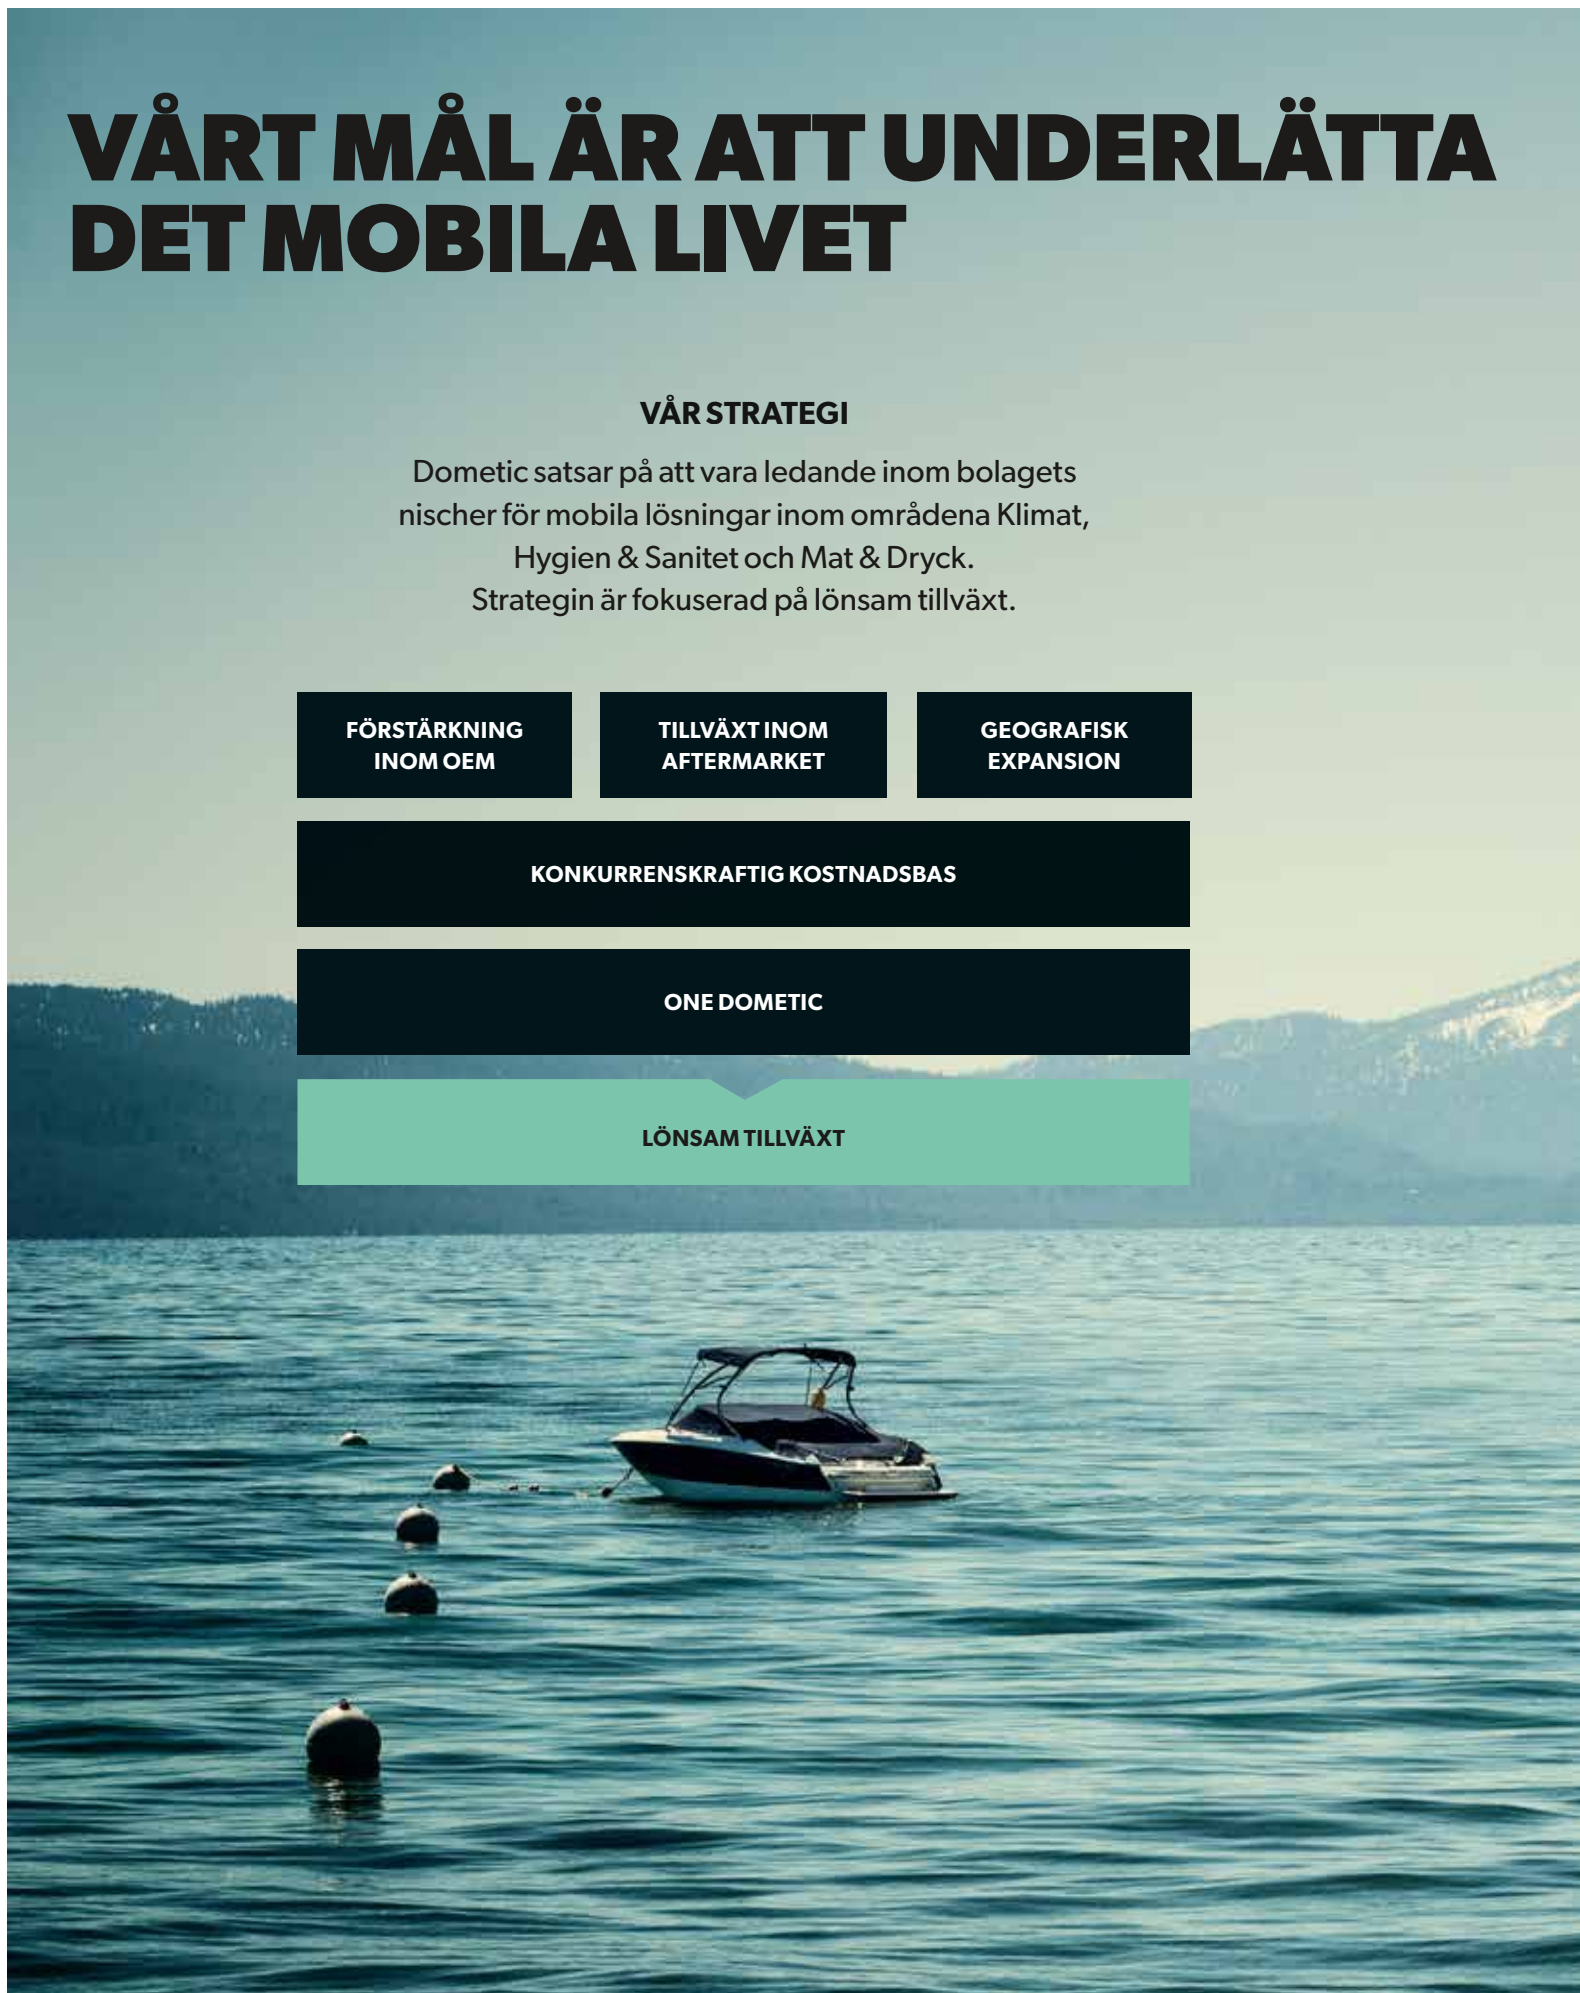 VÅRT MÅL ÄR ATT UNDERLÄTTA
DET MOBILA LIVET
VÅR STRATEGI
Dometic satsar på att vara ledande inom bolagets
nischer för mobila lösningar inom områdena Klimat,
Hygien & Sanitet och Mat & Dryck.
Strategin är fokuserad på lönsam tillväxt.
FÖRSTÄRKNING
INOM OEM
TILLVÄXT INOM
AFTERMARKET
GEOGRAFISK
EXPANSION
KONKURRENSKRAFTIG KOSTNADSBAS
ONE DOMETIC
LÖNSAM TILLVÄXT